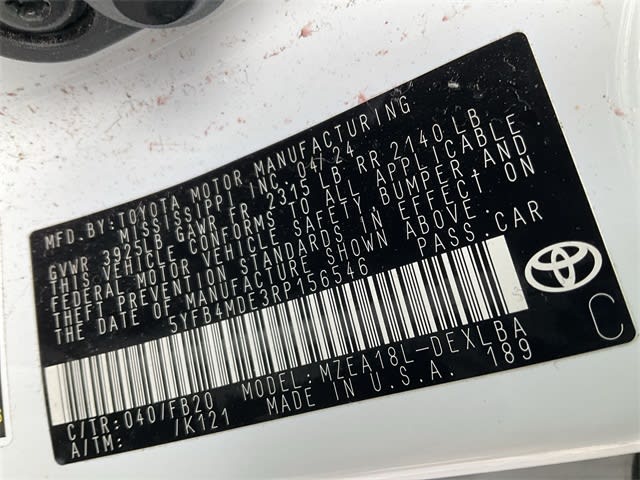 MFD.BY:TOYOTA MOTOR MANUFACTURING
MISSISSIPPI INC. 04/24
GVWR 3925LB GAWR FR 2315 LB RR 2140 LB
THIS VEHICLE CONFORMS TO ALL APPLICABLE
FEDERAL MOTOR VEHICLE SAFETY BUMPER AND
THEFT PREVENTION STANDARDS IN EFFECT ON
THE DATE OF MANUFACTURE SHOWN ABOVE.
5YFB4MDE3RP156546 PASS.CAR
C/TR:040/FB20 MODEL:MZEA18L-DEXLBA
A/TM: /K121 MADE IN U.S.A. 189
C